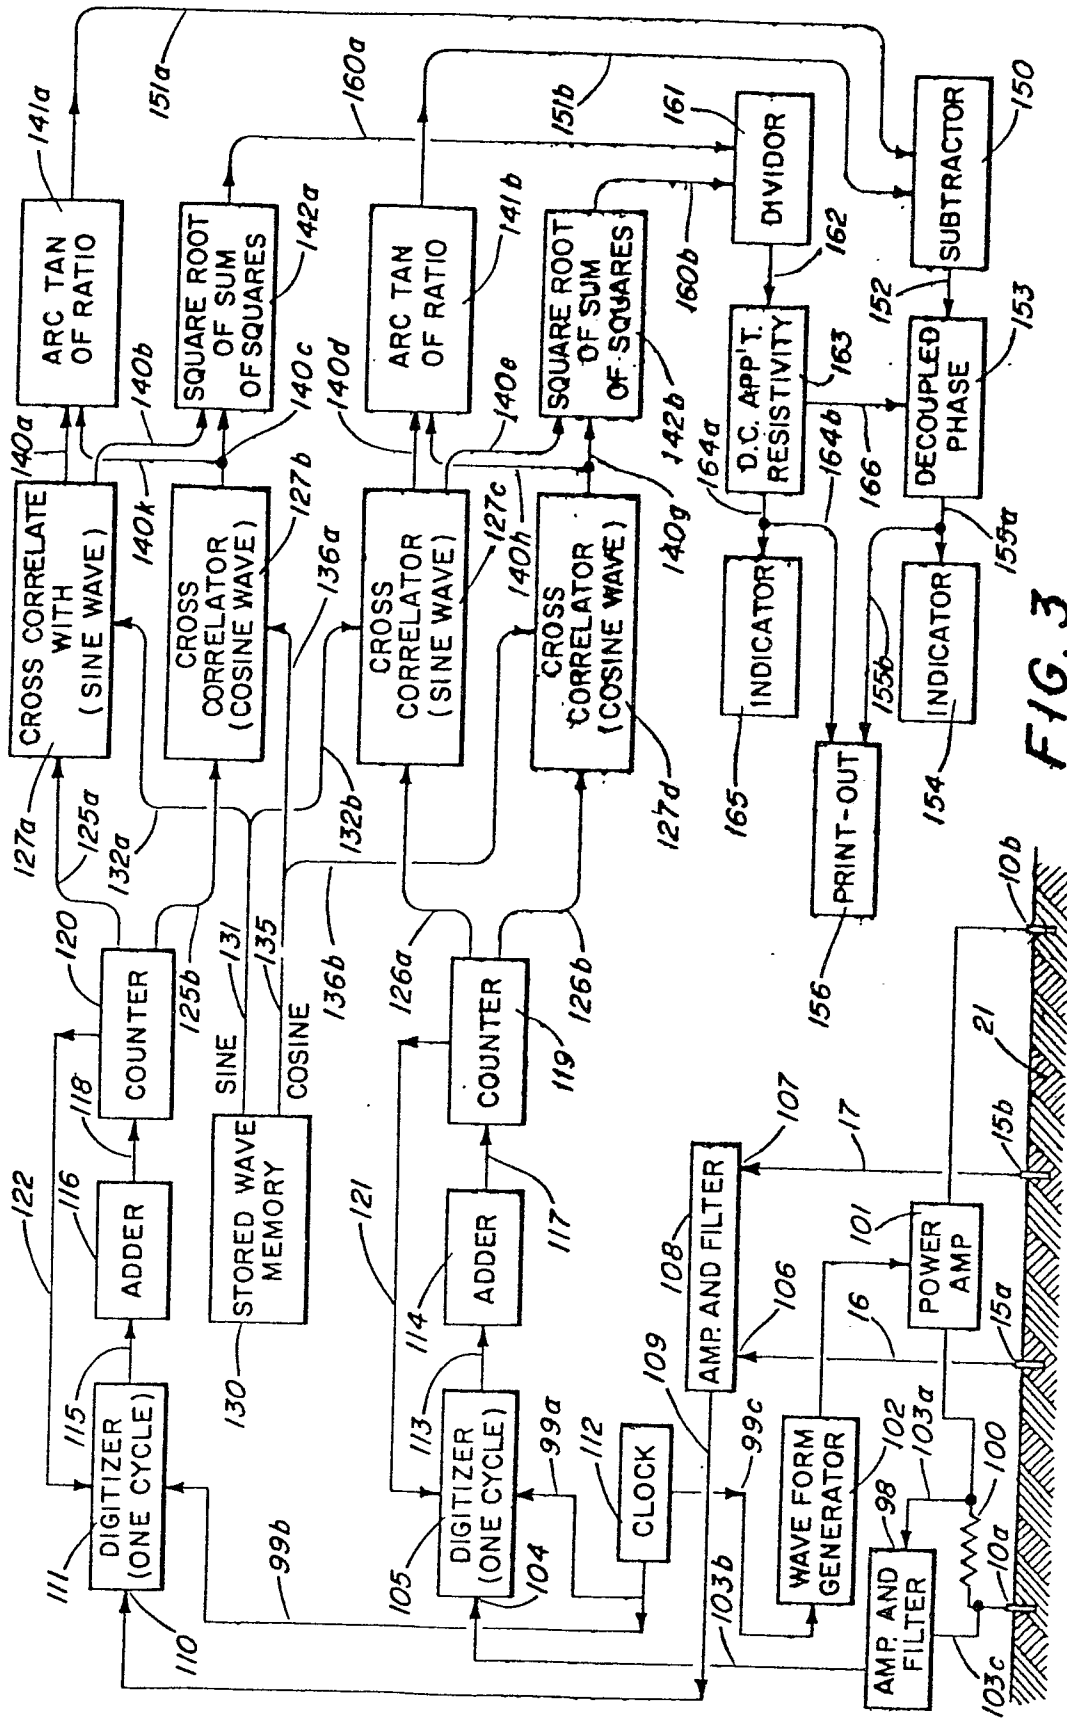 122
111
DIGITIZER
(ONE CYCLE)
110
115
116
ADDER
118
120
COUNTER
125a
125b
127a
CROSS CORRELATE
WITH
(SINE WAVE)
140a
140b
140k
141a
ARC TAN
OF RATIO
151a
99b
130
STORED WAVE
MEMORY
SINE
131
COSINE
135
132a
136b
132b
136a
CROSS
CORRELATOR
(COSINE WAVE)
127b
140c
SQUARE ROOT
OF SUM
OF SQUARES
142a
160a
121
105
DIGITIZER
(ONE CYCLE)
104
113
114
ADDER
117
COUNTER
119
126a
126b
CROSS
CORRELATOR
(SINE WAVE)
127c
140d
140e
140h
ARC TAN
OF RATIO
141b
151b
CROSS
CORRELATOR
(COSINE WAVE)
127d
140g
SQUARE ROOT
OF SUM
OF SQUARES
142b
160b
99a
112
CLOCK
99c
103b
109
108
AMP. AND FILTER
106
107
16
17
WAVE FORM
GENERATOR
102
103a
98
AMP. AND
FILTER
103c
100
10a
101
POWER
AMP
15a
15b
21
10b
161
DIVIDOR
162
D.C. APP'T.
RESISTIVITY
163
164a
164b
166
165
INDICATOR
156
PRINT-OUT
155b
154
INDICATOR
155a
DECOUPLED
PHASE
153
152
SUBTRACTOR
150
FIG. 3